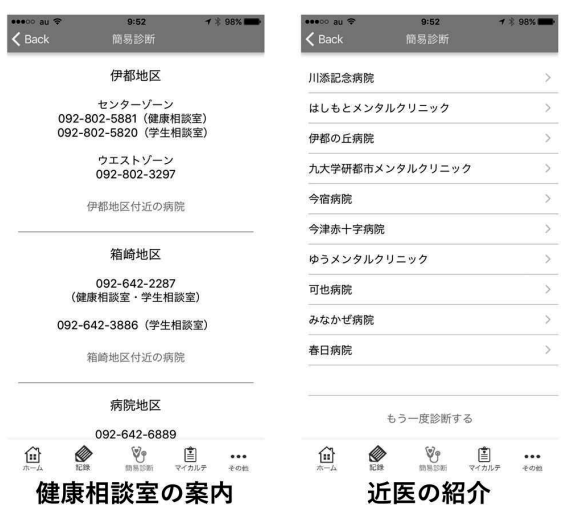 au 9:52 98%
Back 簡易診断
伊都地区
センターゾーン
092-802-5881（健康相談室）
092-802-5820（学生相談室）
ウエストゾーン
092-802-3297
伊都地区付近の病院
箱崎地区
092-642-2287
（健康相談室・学生相談室）
092-642-3886（学生相談室）
箱崎地区付近の病院
病院地区
092-642-6889
ホーム 記録 簡易診断 マイカルテ その他
健康相談室の案内
au 9:52 98%
Back 簡易診断
川添記念病院
はしもとメンタルクリニック
伊都の丘病院
九大学研都市メンタルクリニック
今宿病院
今津赤十字病院
ゆうメンタルクリニック
可也病院
みなかぜ病院
春日病院
もう一度診断する
ホーム 記録 簡易診断 マイカルテ その他
近医の紹介